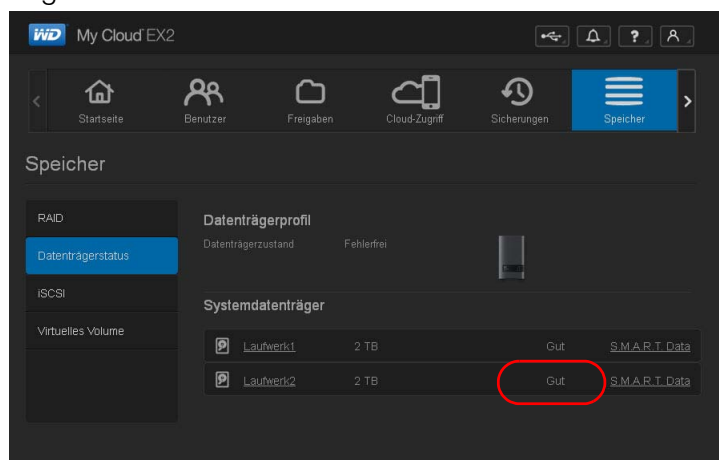 WD My Cloud EX2
?
Startseite Benutzer Freigaben Cloud-Zugriff Sicherungen Speicher
Speicher
RAID
Datenträgerstatus
iSCSI
Virtuelles Volume
Datenträgerprofil
Datenträgerzustand Fehlerfrei
Systemdatenträger
Laufwerk1 2 TB Gut S.M.A.R.T. Data
Laufwerk2 2 TB Gut S.M.A.R.T. Data